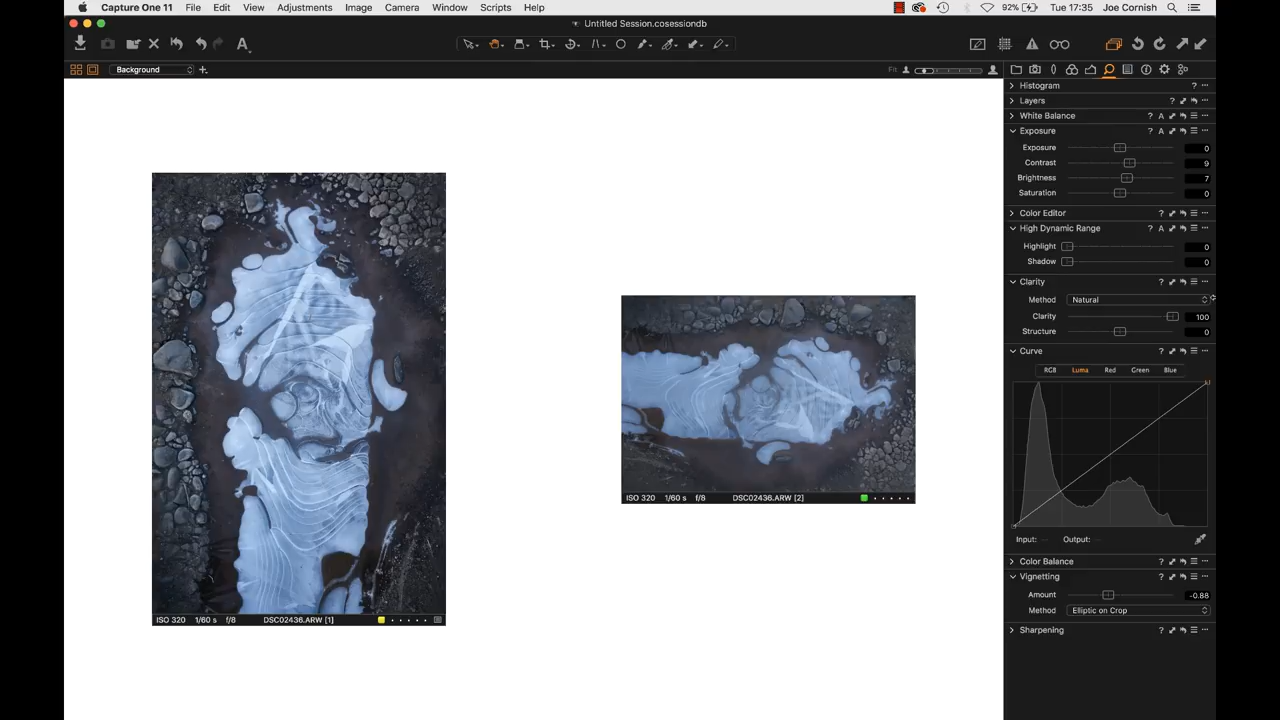 Capture One 11 File Edit View Adjustments Image Camera Window Scripts Help 92% Tue 17:35 Joe Cornish
Untitled Session.cosessiondb
A
Background Fit
Histogram ?
Layers ?
White Balance ? A
Exposure ? A
Exposure 0
Contrast 9
Brightness 7
Saturation 0
Color Editor ?
High Dynamic Range ? A
Highlight 0
Shadow 0
Clarity ?
Method Natural
Clarity 100
Structure 0
Curve ?
RGB Luma Red Green Blue
Input: -- Output: --
Color Balance ?
Vignetting ?
Amount -0.88
Method Elliptic on Crop
Sharpening ?
ISO 320 1/60 s f/8 DSC02436.ARW [2]
ISO 320 1/60 s f/8 DSC02436.ARW [1]